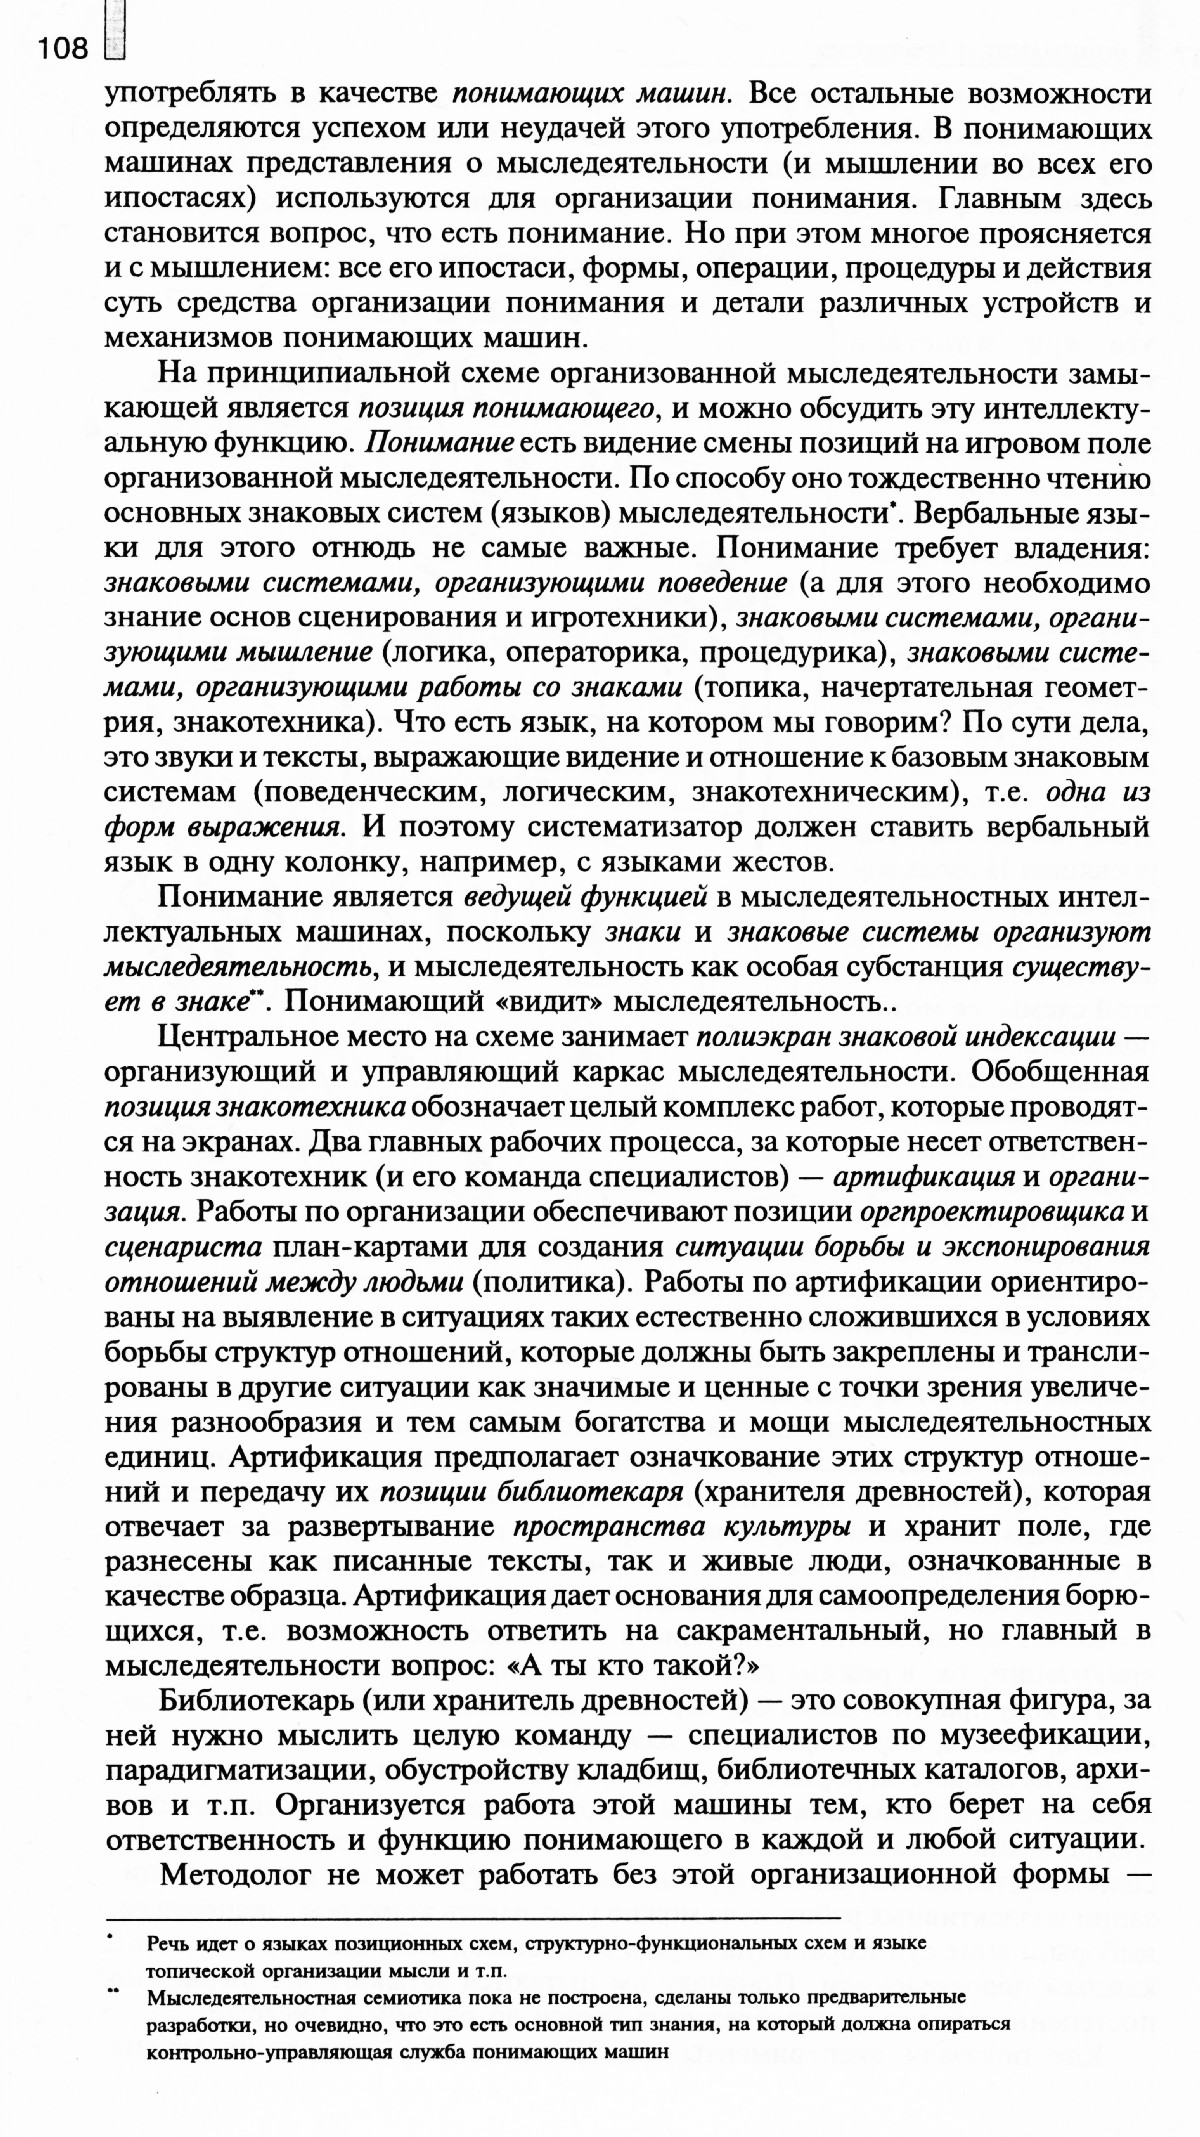 108
употреблять в качестве понимающих машин. Все остальные возможности
определяются успехом или неудачей этого употребления. В понимающих
машинах представления о мыследеятельности (и мышлении во всех его
ипостасях) используются для организации понимания. Главным здесь
становится вопрос, что есть понимание. Но при этом многое проясняется
и с мышлением: все его ипостаси, формы, операции, процедуры и действия
суть средства организации понимания и детали различных устройств и
механизмов понимающих машин.
На принципиальной схеме организованной мыследеятельности замы-
кающей является позиция понимающего, и можно обсудить эту интеллекту-
альную функцию. Понимание есть видение смены позиций на игровом поле
организованной мыследеятельности. По способу оно тождественно чтению
основных знаковых систем (языков) мыследеятельности*. Вербальные язы-
ки для этого отнюдь не самые важные. Понимание требует владения:
знаковыми системами, организующими поведение (а для этого необходимо
знание основ сценирования и игротехники), знаковыми системами, органи-
зующими мышление (логика, операторика, процедурика), знаковыми систе-
мами, организующими работы со знаками (топика, начертательная геомет-
рия, знакотехника). Что есть язык, на котором мы говорим? По сути дела,
это звуки и тексты, выражающие видение и отношение к базовым знаковым
системам (поведенческим, логическим, знакотехническим), т.е. одна из
форм выражения. И поэтому систематизатор должен ставить вербальный
язык в одну колонку, например, с языками жестов.
Понимание является ведущей функцией в мыследеятельностных интел-
лектуальных машинах, поскольку знаки и знаковые системы организуют
мыследеятельность, и мыследеятельность как особая субстанция существу-
ет в знаке**. Понимающий «видит» мыследеятельность..
Центральное место на схеме занимает полиэкран знаковой индексации —
организующий и управляющий каркас мыследеятельности. Обобщенная
позиция знакотехника обозначает целый комплекс работ, которые проводят-
ся на экранах. Два главных рабочих процесса, за которые несет ответствен-
ность знакотехник (и его команда специалистов) — артификация и органи-
зация. Работы по организации обеспечивают позиции оргпроектировщика и
сценариста план-картами для создания ситуации борьбы и экспонирования
отношений между людьми (политика). Работы по артификации ориентиро-
ваны на выявление в ситуациях таких естественно сложившихся в условиях
борьбы структур отношений, которые должны быть закреплены и трансли-
рованы в другие ситуации как значимые и ценные с точки зрения увеличе-
ния разнообразия и тем самым богатства и мощи мыследеятельностных
единиц. Артификация предполагает означкование этих структур отноше-
ний и передачу их позиции библиотекаря (хранителя древностей), которая
отвечает за развертывание пространства культуры и хранит поле, где
разнесены как писанные тексты, так и живые люди, означкованные в
качестве образца. Артификация дает основания для самоопределения борю-
щихся, т.е. возможность ответить на сакраментальный, но главный в
мыследеятельности вопрос: «А ты кто такой?»
Библиотекарь (или хранитель древностей) — это совокупная фигура, за
ней нужно мыслить целую команду — специалистов по музеефикации,
парадигматизации, обустройству кладбищ, библиотечных каталогов, архи-
вов и т.п. Организуется работа этой машины тем, кто берет на себя
ответственность и функцию понимающего в каждой и любой ситуации.
Методолог не может работать без этой организационной формы —
* Речь идет о языках позиционных схем, структурно-функциональных схем и языке
топической организации мысли и т.п.
** Мыследеятельностная семиотика пока не построена, сделаны только предварительные
разработки, но очевидно, что это есть основной тип знания, на который должна опираться
контрольно-управляющая служба понимающих машин